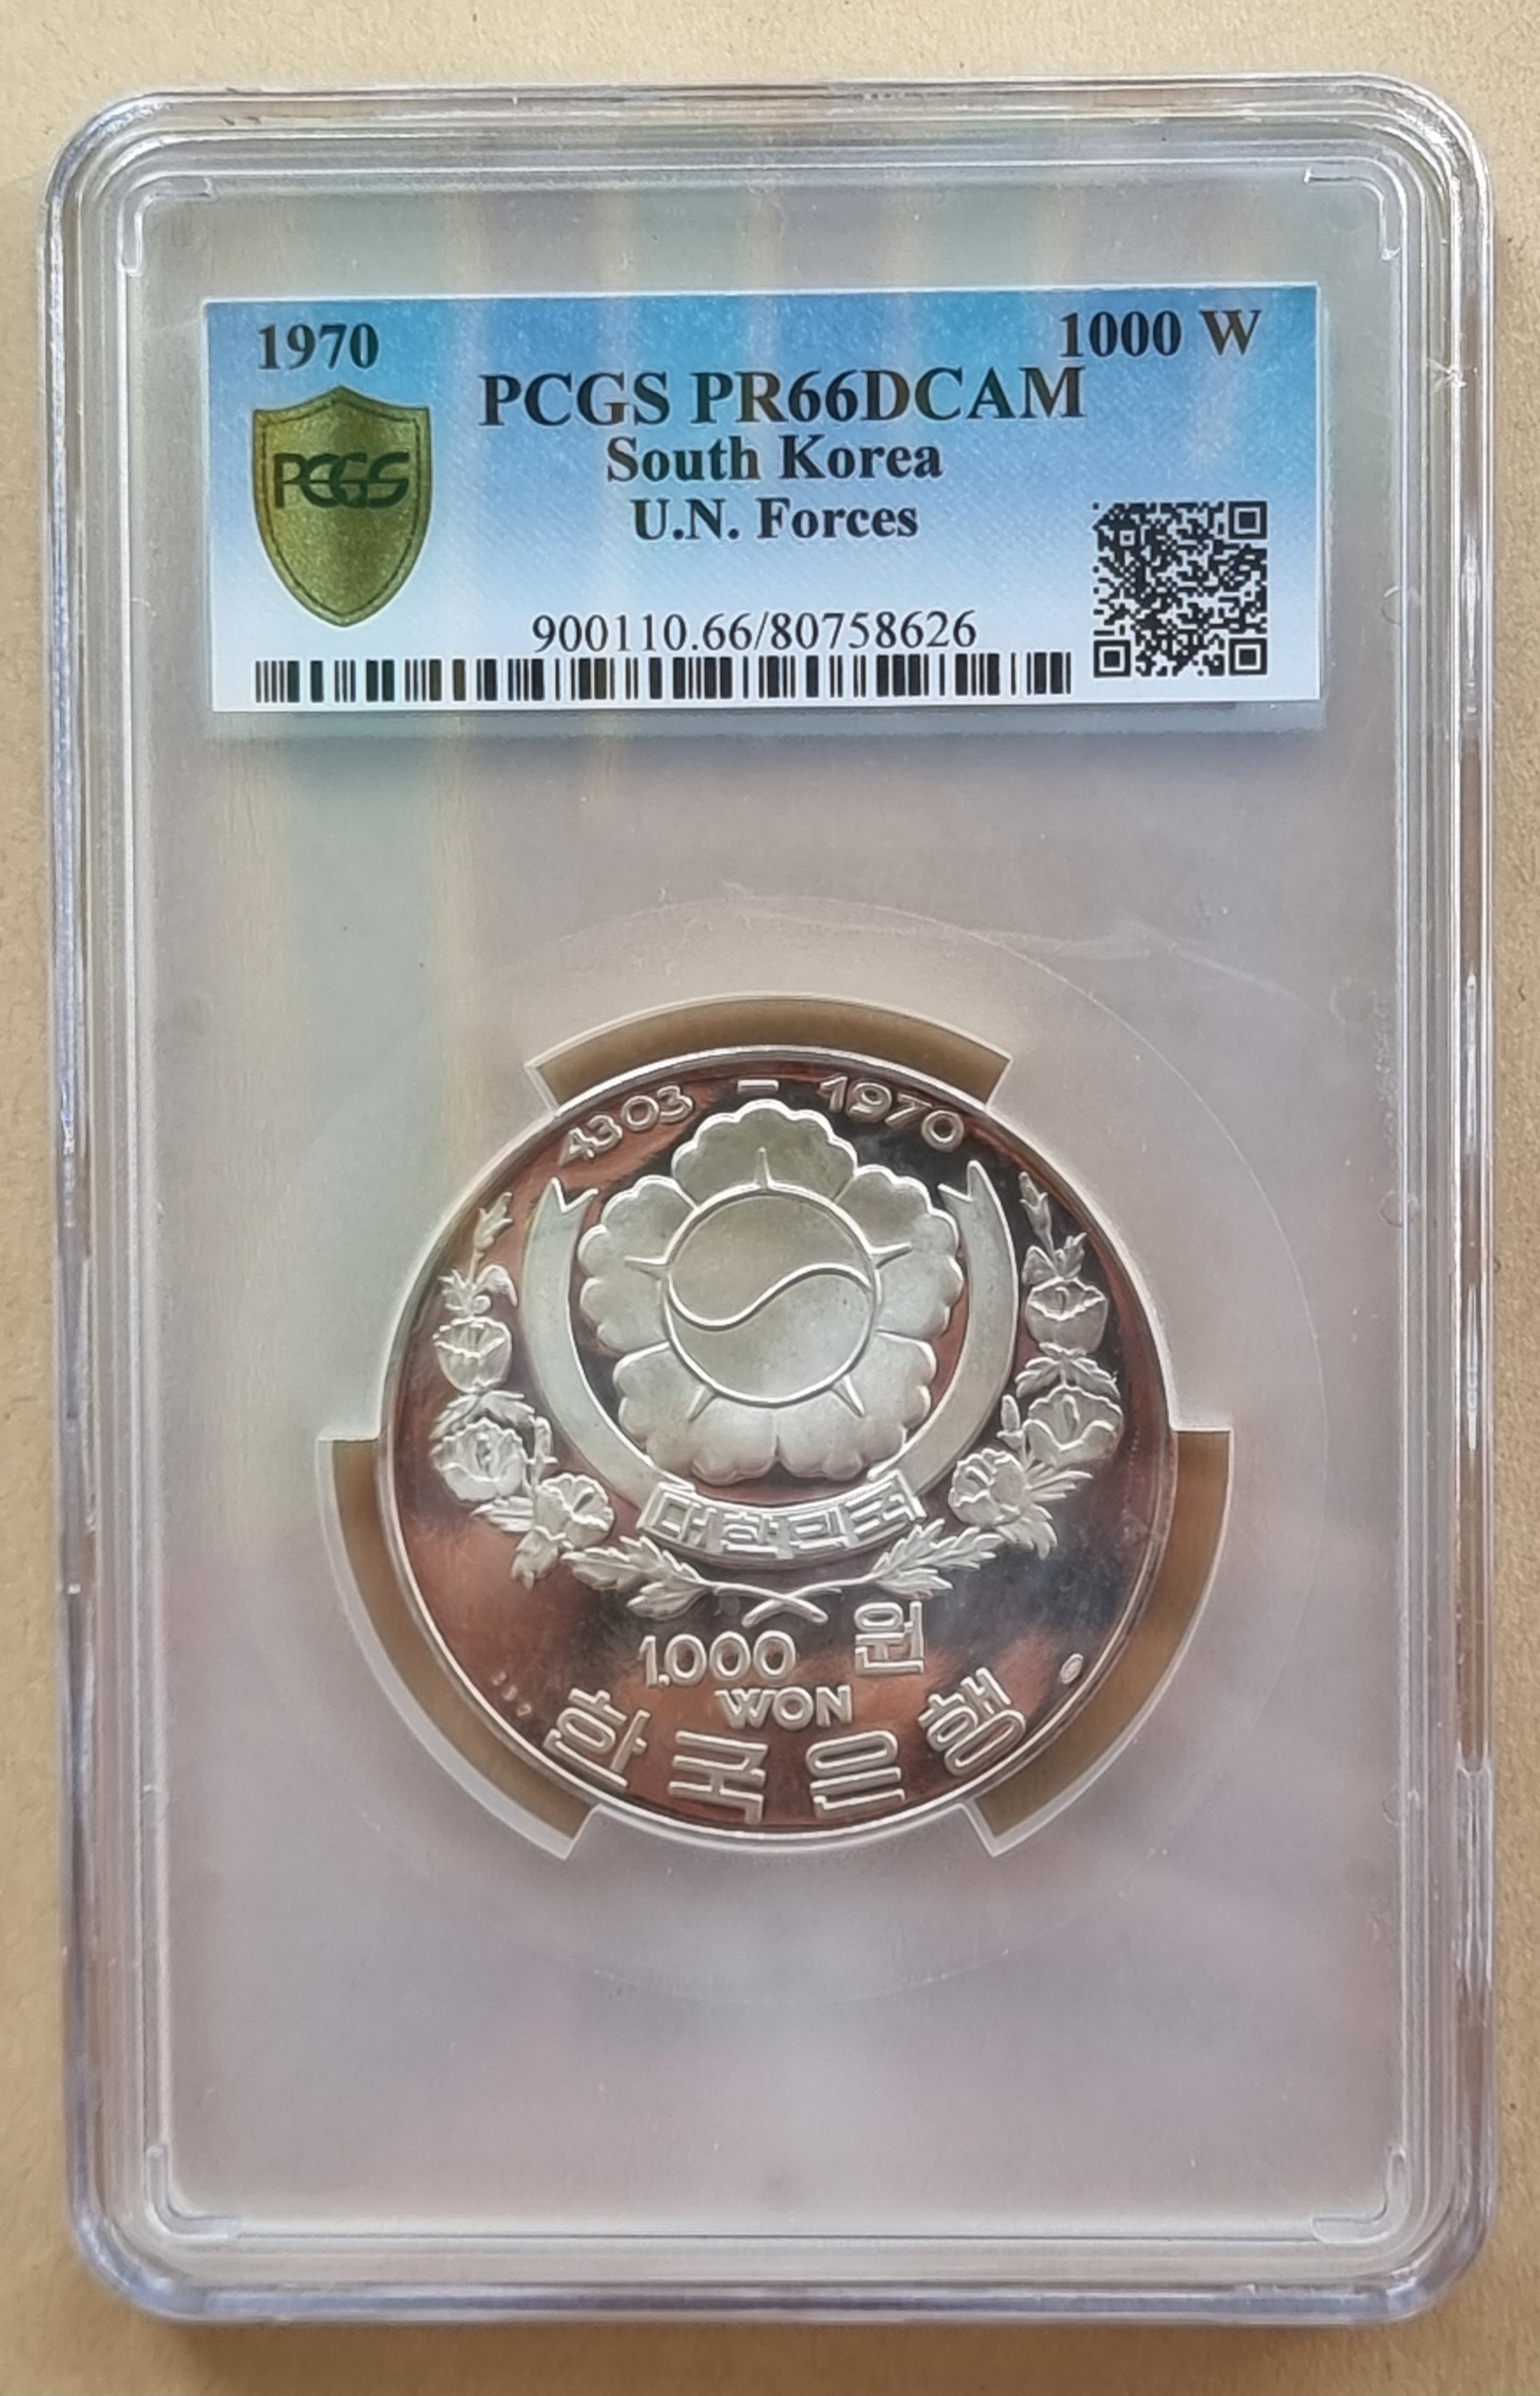 1970 1000 W
PCGS PR66DCAM
South Korea
U.N. Forces
PCGS
900110.66/80758626
4303 - 1970
대한민국
1.000 원
WON
한국은행